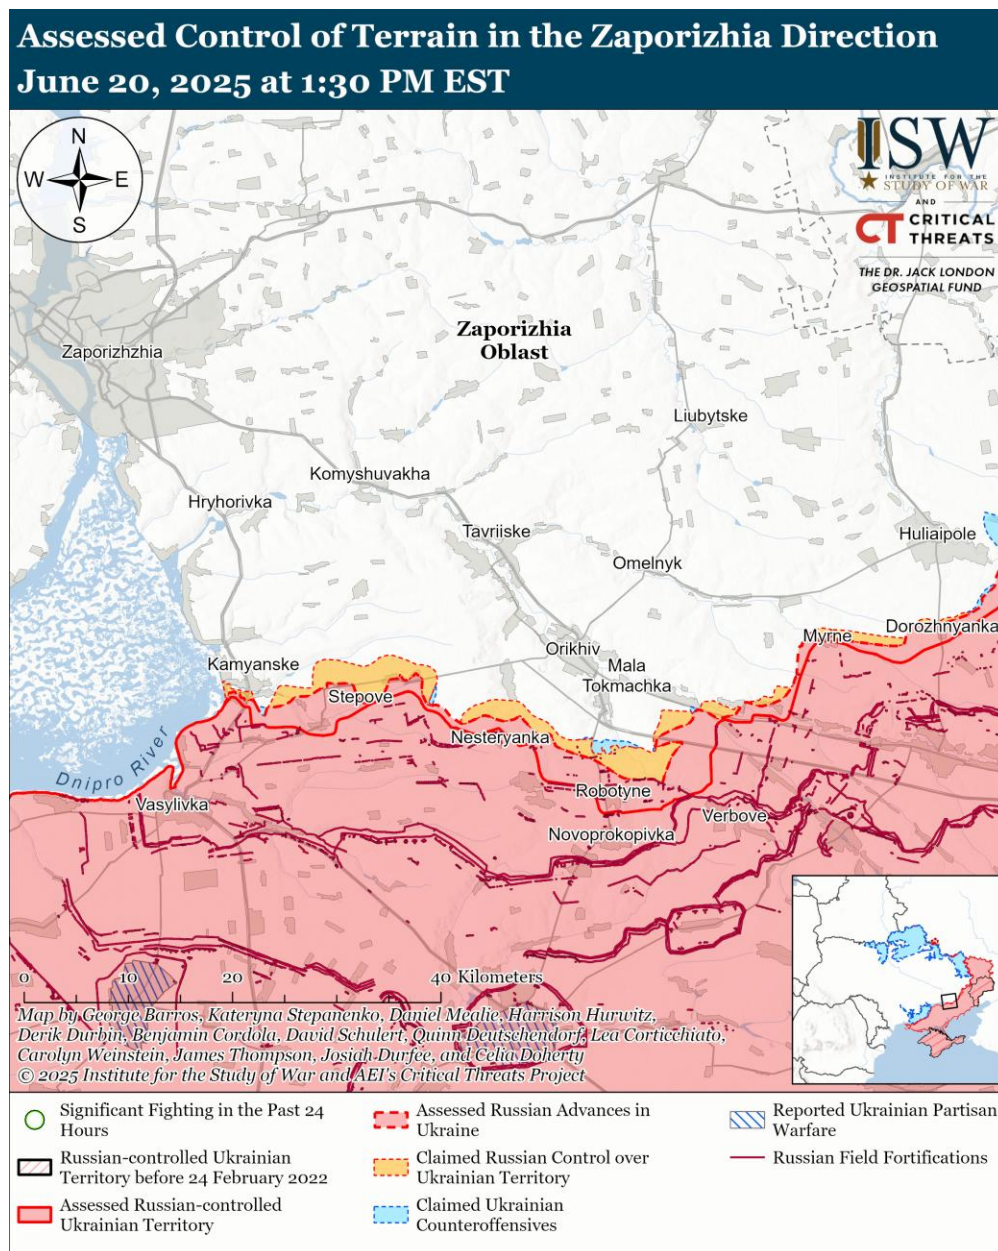 Assessed Control of Terrain in the Zaporizhia Direction
June 20, 2025 at 1:30 PM EST
N
W E
S
ISW
INSTITUTE FOR THE
STUDY OF WAR
AND
CT CRITICAL
THREATS
THE DR. JACK LONDON
GEOSPATIAL FUND
Zaporizhia
Oblast
Zaporizhzhia
Liubytske
Komyshuvakha
Hryhorivka
Tavriiske
Huliaipole
Omelnyk
Dorozhnyanka
Myrne
Orikhiv
Kamyanske
Mala
Tokmachka
Stepove
Nesteryanka
Dnipro River
Robotyne
Vasylivka
Verbove
Novoprokopivka
0 10 20 40 Kilometers
Map by George Barros, Kateryna Stepanenko, Daniel Mealie, Harrison Hurwitz,
Derik Durbin, Benjamin Cordola, David Schulert, Quinn Deutschendorf, Lea Corticchiato,
Carolyn Weinstein, James Thompson, Josiah Durfee, and Celia Doherty
© 2025 Institute for the Study of War and AEI's Critical Threats Project
Significant Fighting in the Past 24
Hours
Russian-controlled Ukrainian
Territory before 24 February 2022
Assessed Russian-controlled
Ukrainian Territory
Assessed Russian Advances in
Ukraine
Claimed Russian Control over
Ukrainian Territory
Claimed Ukrainian
Counteroffensives
Reported Ukrainian Partisan
Warfare
Russian Field Fortifications